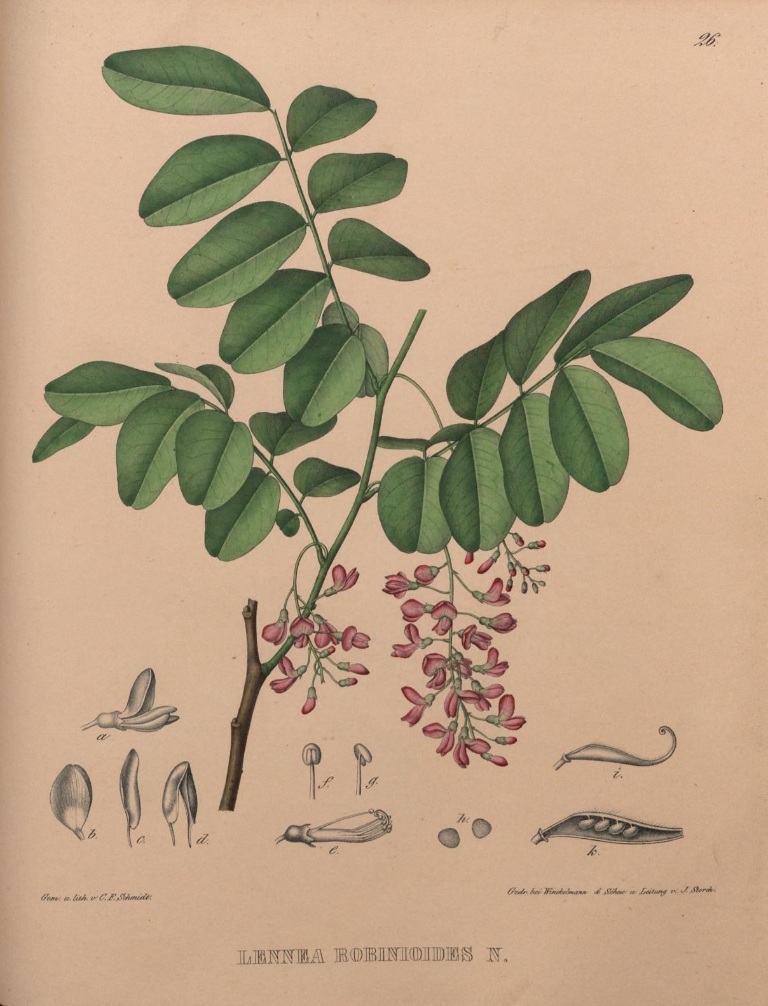 26.
a.
b.
c.
d.
e.
f.
g.
h.
i.
k.
Gem. u. lith. v. C. F. Schmidt.
Gedr. bei Winckelmann & Söhne u Leitung v. J. Storch.
LENNEA ROBINIOIDES N.